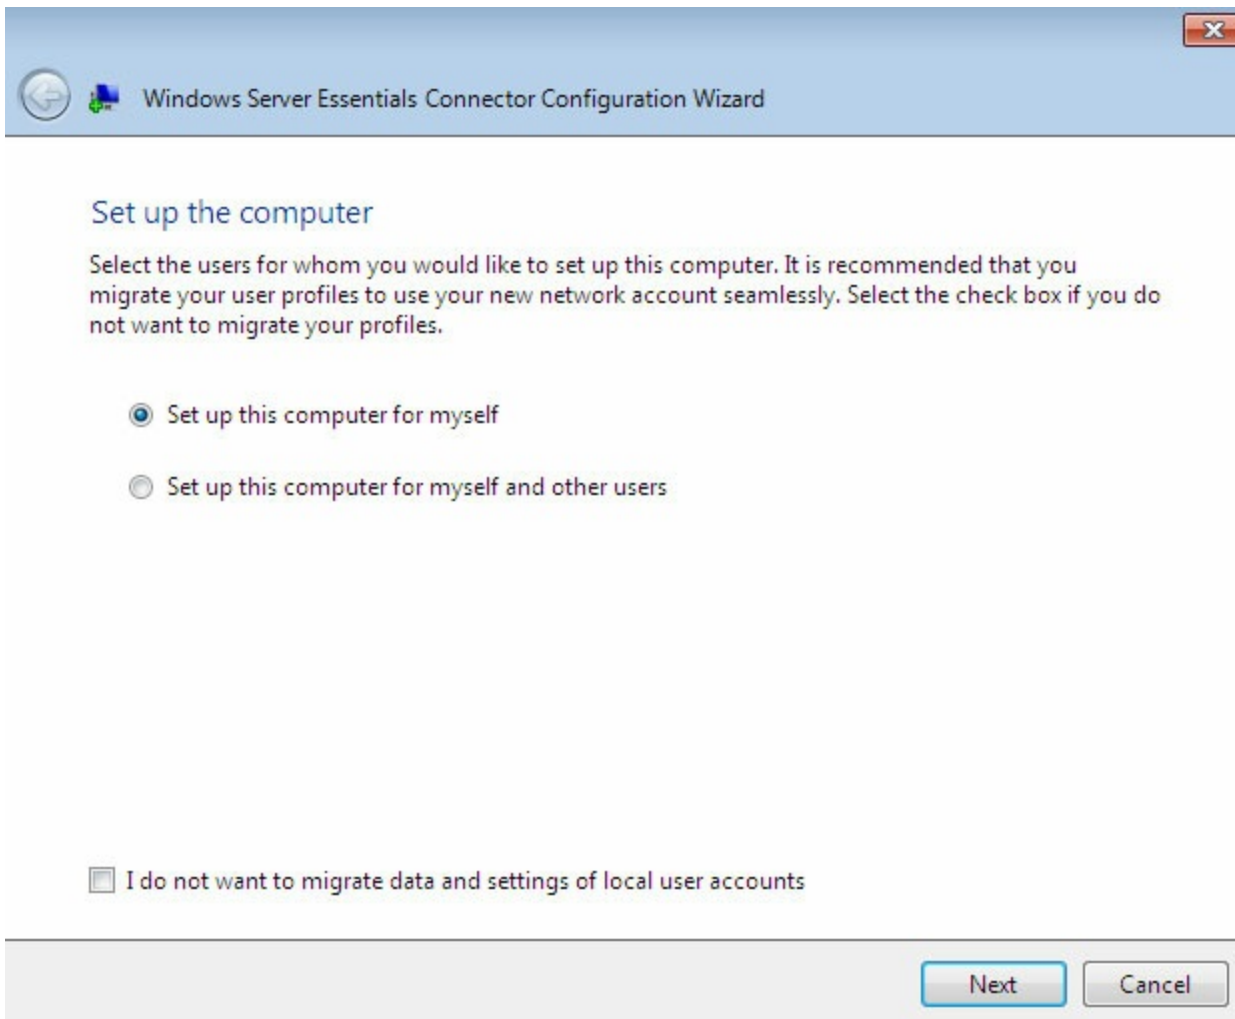 Windows Server Essentials Connector Configuration Wizard
Set up the computer
Select the users for whom you would like to set up this computer. It is recommended that you
migrate your user profiles to use your new network account seamlessly. Select the check box if you do
not want to migrate your profiles.
Set up this computer for myself
Set up this computer for myself and other users
I do not want to migrate data and settings of local user accounts
Next
Cancel